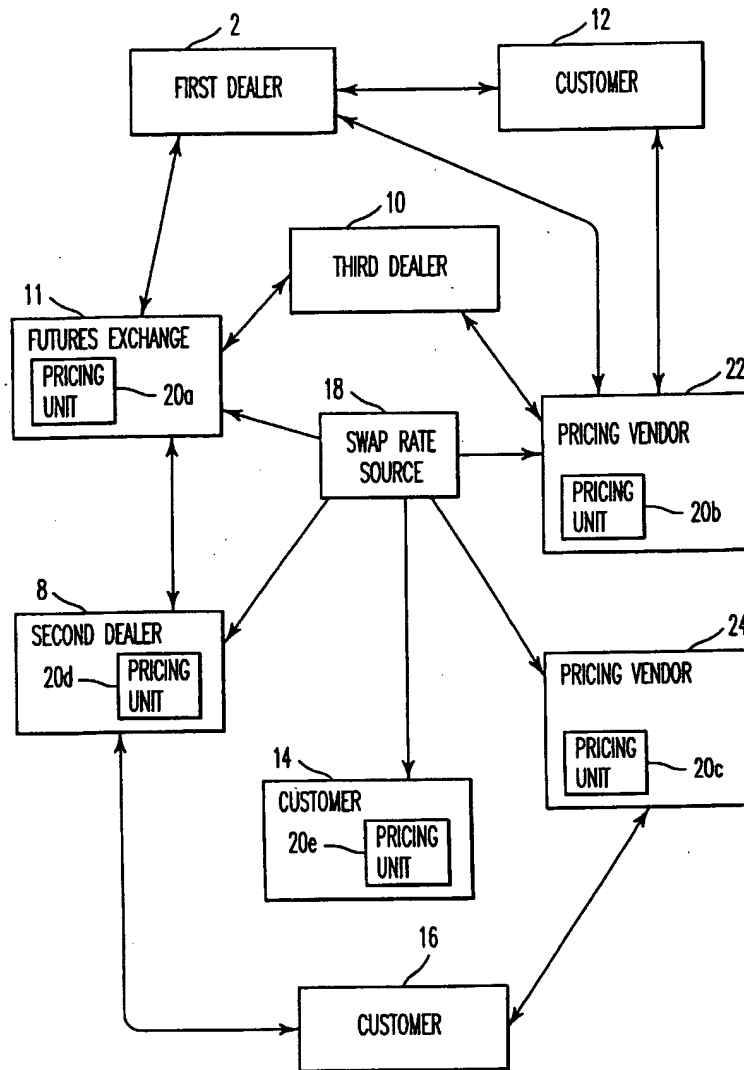 2
FIRST DEALER
12
CUSTOMER
10
THIRD DEALER
11
FUTURES EXCHANGE
PRICING
UNIT
20a
18
SWAP RATE
SOURCE
22
PRICING VENDOR
PRICING
UNIT
20b
8
SECOND DEALER
20d
PRICING
UNIT
24
PRICING VENDOR
PRICING
UNIT
20c
14
CUSTOMER
20e
PRICING
UNIT
16
CUSTOMER